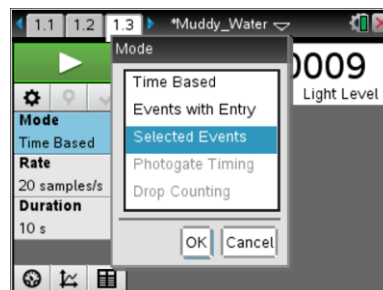 1.1 1.2 1.3 *Muddy_Water
Mode
Time Based
Events with Entry
Selected Events
Photogate Timing
Drop Counting
OK Cancel
0009
Light Level
Mode
Time Based
Rate
20 samples/s
Duration
10 s